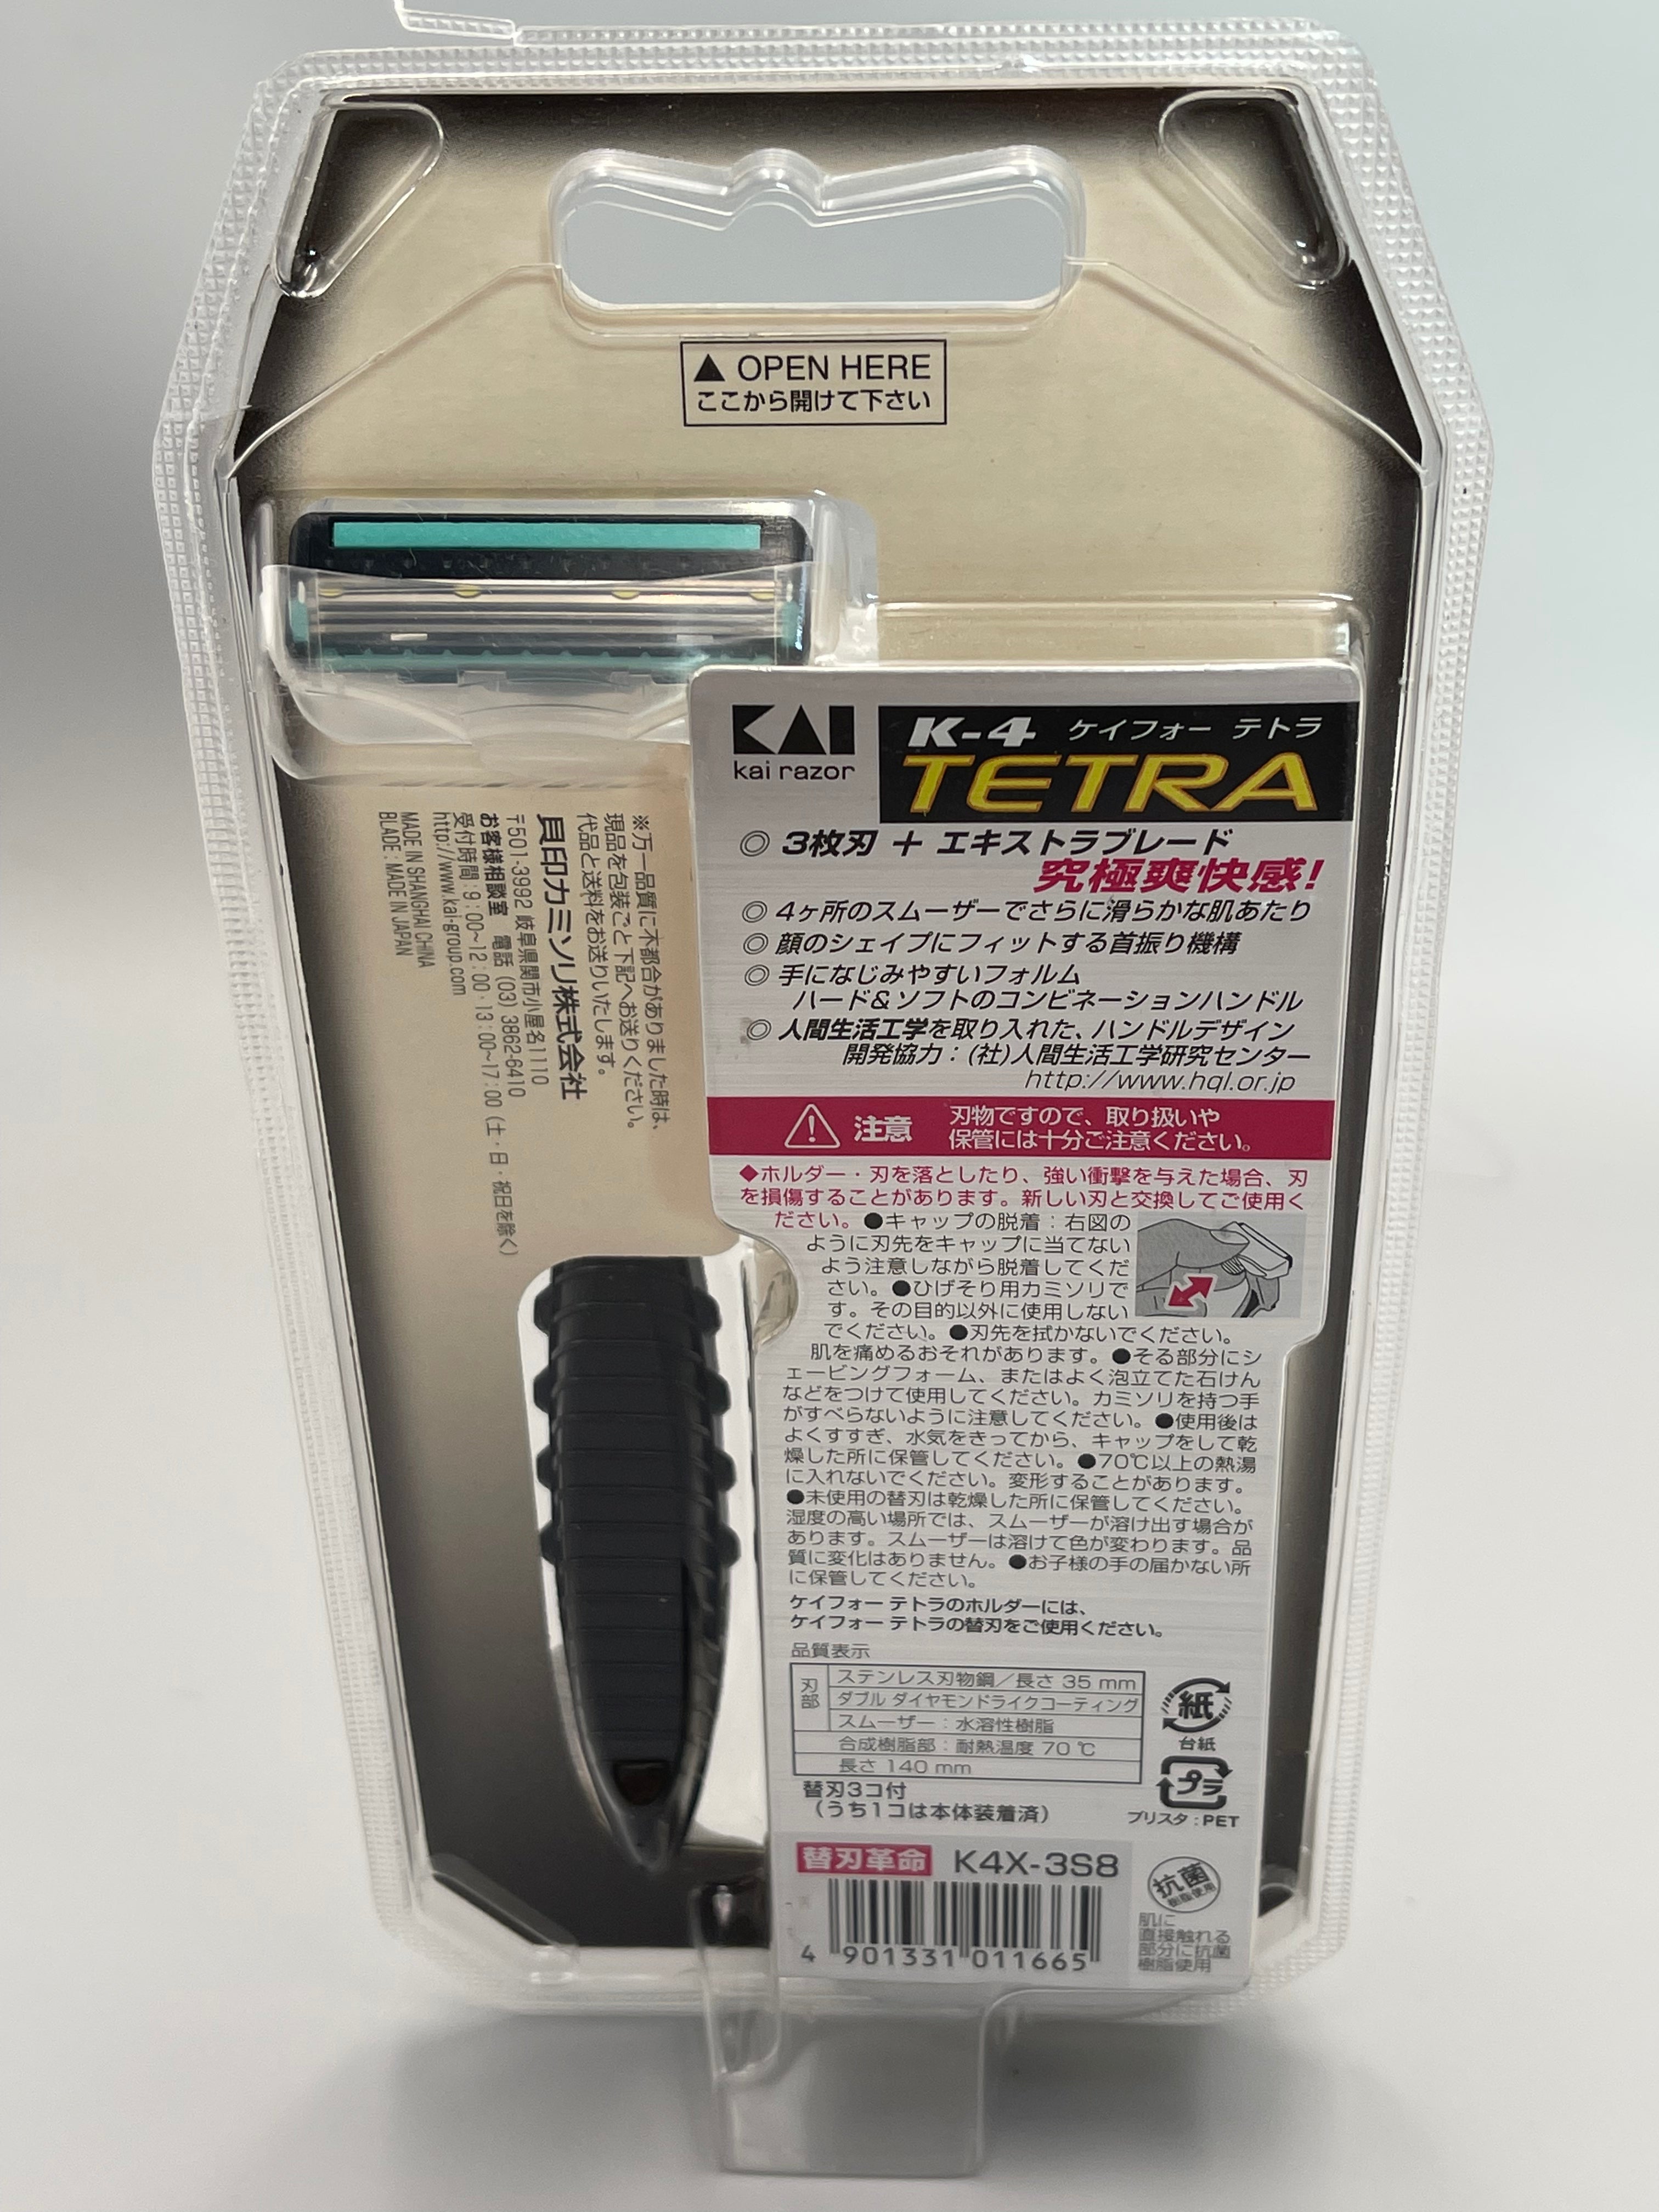 ▲ OPEN HERE
ここから開けて下さい
KAI
kai razor
K-4 ケイフォー テトラ
TETRA
◎ 3枚刃 + エキストラブレード
究極爽快感!
◎ 4ヶ所のスムーザーでさらに滑らかな肌あたり
◎ 顔のシェイプにフィットする首振り機構
◎ 手になじみやすいフォルム
ハード&ソフトのコンビネーションハンドル
◎ 人間生活工学を取り入れた、ハンドルデザイン
開発協力:(社)人間生活工学研究センター
http://www.hql.or.jp
注意
刃物ですので、取り扱いや
保管には十分ご注意ください。
◆ホルダー・刃を落としたり、強い衝撃を与えた場合、刃
を損傷することがあります。新しい刃と交換してご使用く
ださい。●キャップの脱着:右図の
ように刃先をキャップに当てない
よう注意しながら脱着してくだ
さい。●ひげそり用カミソリで
す。その目的以外に使用しない
でください。●刃先を拭かないでください。
肌を痛めるおそれがあります。●そる部分にシ
ェービングフォーム、またはよく泡立てた石けん
などをつけて使用してください。カミソリを持つ手
がすべらないように注意してください。●使用後は
よくすすぎ、水気をきってから、キャップをして乾
燥した所に保管してください。●70℃以上の熱湯
に入れないでください。変形することがあります。
●未使用の替刃は乾燥した所に保管してください。
湿度の高い場所では、スムーザーが溶け出す場合が
あります。スムーザーは溶けて色が変わります。品
質に変化はありません。●お子様の手の届かない所
に保管してください。
ケイフォー テトラのホルダーには、
ケイフォー テトラの替刃をご使用ください。
品質表示
刃部
ステンレス刃物鋼/長さ 35 mm
ダブル ダイヤモンドライクコーティング
スムーザー:水溶性樹脂
合成樹脂部:耐熱温度 70 ℃
長さ 140 mm
替刃3コ付
(うち1コは本体装着済)
紙
台紙
プラ
ブリスタ:PET
替刃革命 K4X-3S8
4 901331 011665
抗菌
樹脂使用
肌に
直接触れる
部分に抗菌
樹脂使用
※万一品質に不都合がありました時は、
現品を包装ごと下記へお送りください。
代品と送料をお送りいたします。
貝印カミソリ株式会社
〒501-3992 岐阜県関市小屋名1110
お客様相談室 電話 (03) 3862-6410
受付時間:9:00~12:00・13:00~17:00 (土・日・祝日を除く)
http://www.kai-group.com
MADE IN SHANGHAI CHINA
BLADE: MADE IN JAPAN